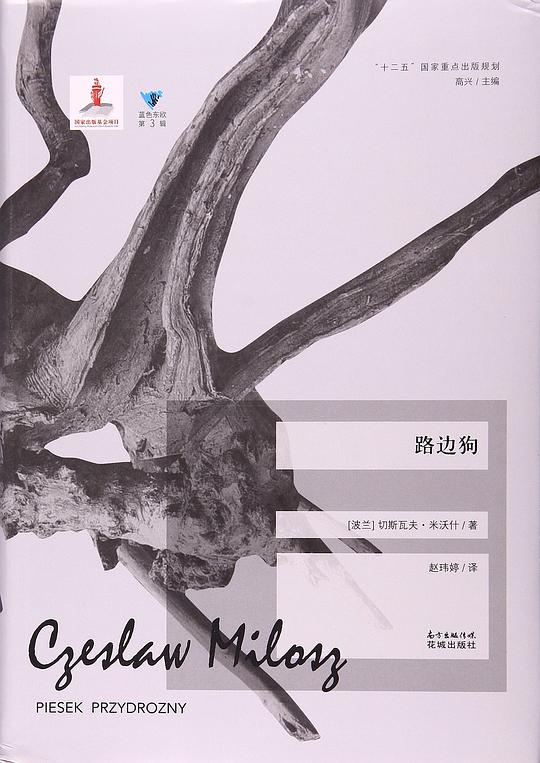 “十二五”国家重点出版规划
高兴 / 主编
国家出版基金项目
蓝色东欧
第 3 辑
路边狗
[波兰] 切斯瓦夫·米沃什 / 著
赵玮婷 / 译
南方出版传媒
花城出版社
Czeslaw Milosz
PIESEK PRZYDROZNY